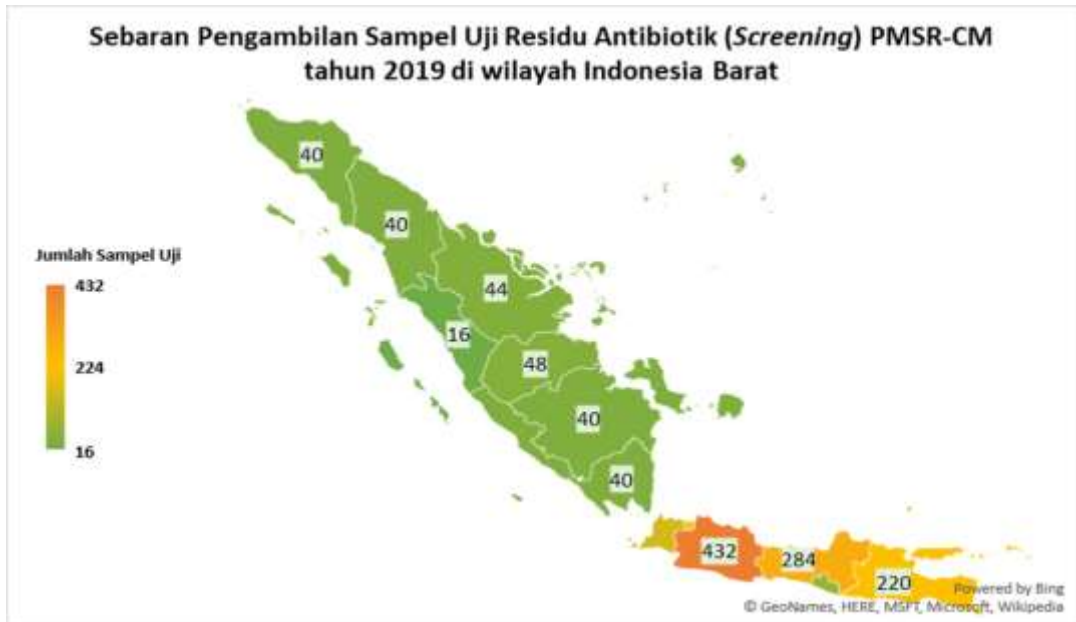 Sebaran Pengambilan Sampel Uji Residu Antibiotik (Screening) PMSR-CM
tahun 2019 di wilayah Indonesia Barat
40
40
Jumlah Sampel Uji
432
44
16
224
48
40
16
40
432
284
220
Powered by Bing
© GeoNames, HERE, MSFT, Microsoft, Wikipedia